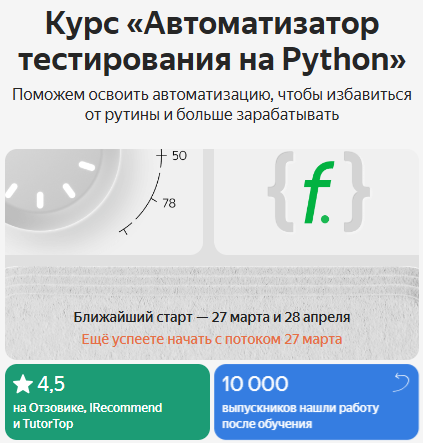 Курс «Автоматизатор
тестирования на Python»
Поможем освоить автоматизацию, чтобы избавиться
от рутины и больше зарабатывать
50
78
{f.}
Ближайший старт — 27 марта и 28 апреля
Ещё успеете начать с потоком 27 марта
4,5
на Отзовике, IRecommend
и TutorTop
10 000
выпускников нашли работу
после обучения